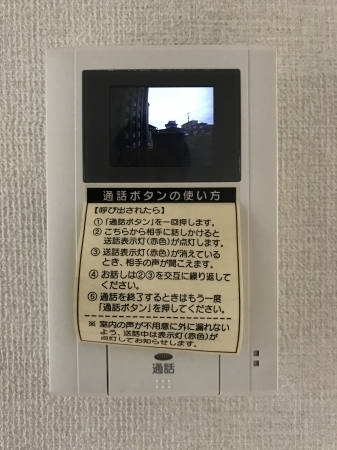 通話ボタンの使い方
【呼び出されたら】
①「通話ボタン」を一回押します。
②こちらから相手に話しかけると
送話表示灯(赤色)が点灯します。
③送話表示灯(赤色)が消えている
とき、相手の声が聞こえます。
④お話しは②③を交互に繰り返して
ください。
⑤通話を終了するときはもう一度
「通話ボタン」を押してください。
※ 室内の声が不用意に外に漏れない
よう、送話中は表示灯(赤色)が
点灯してお知らせします。
通話